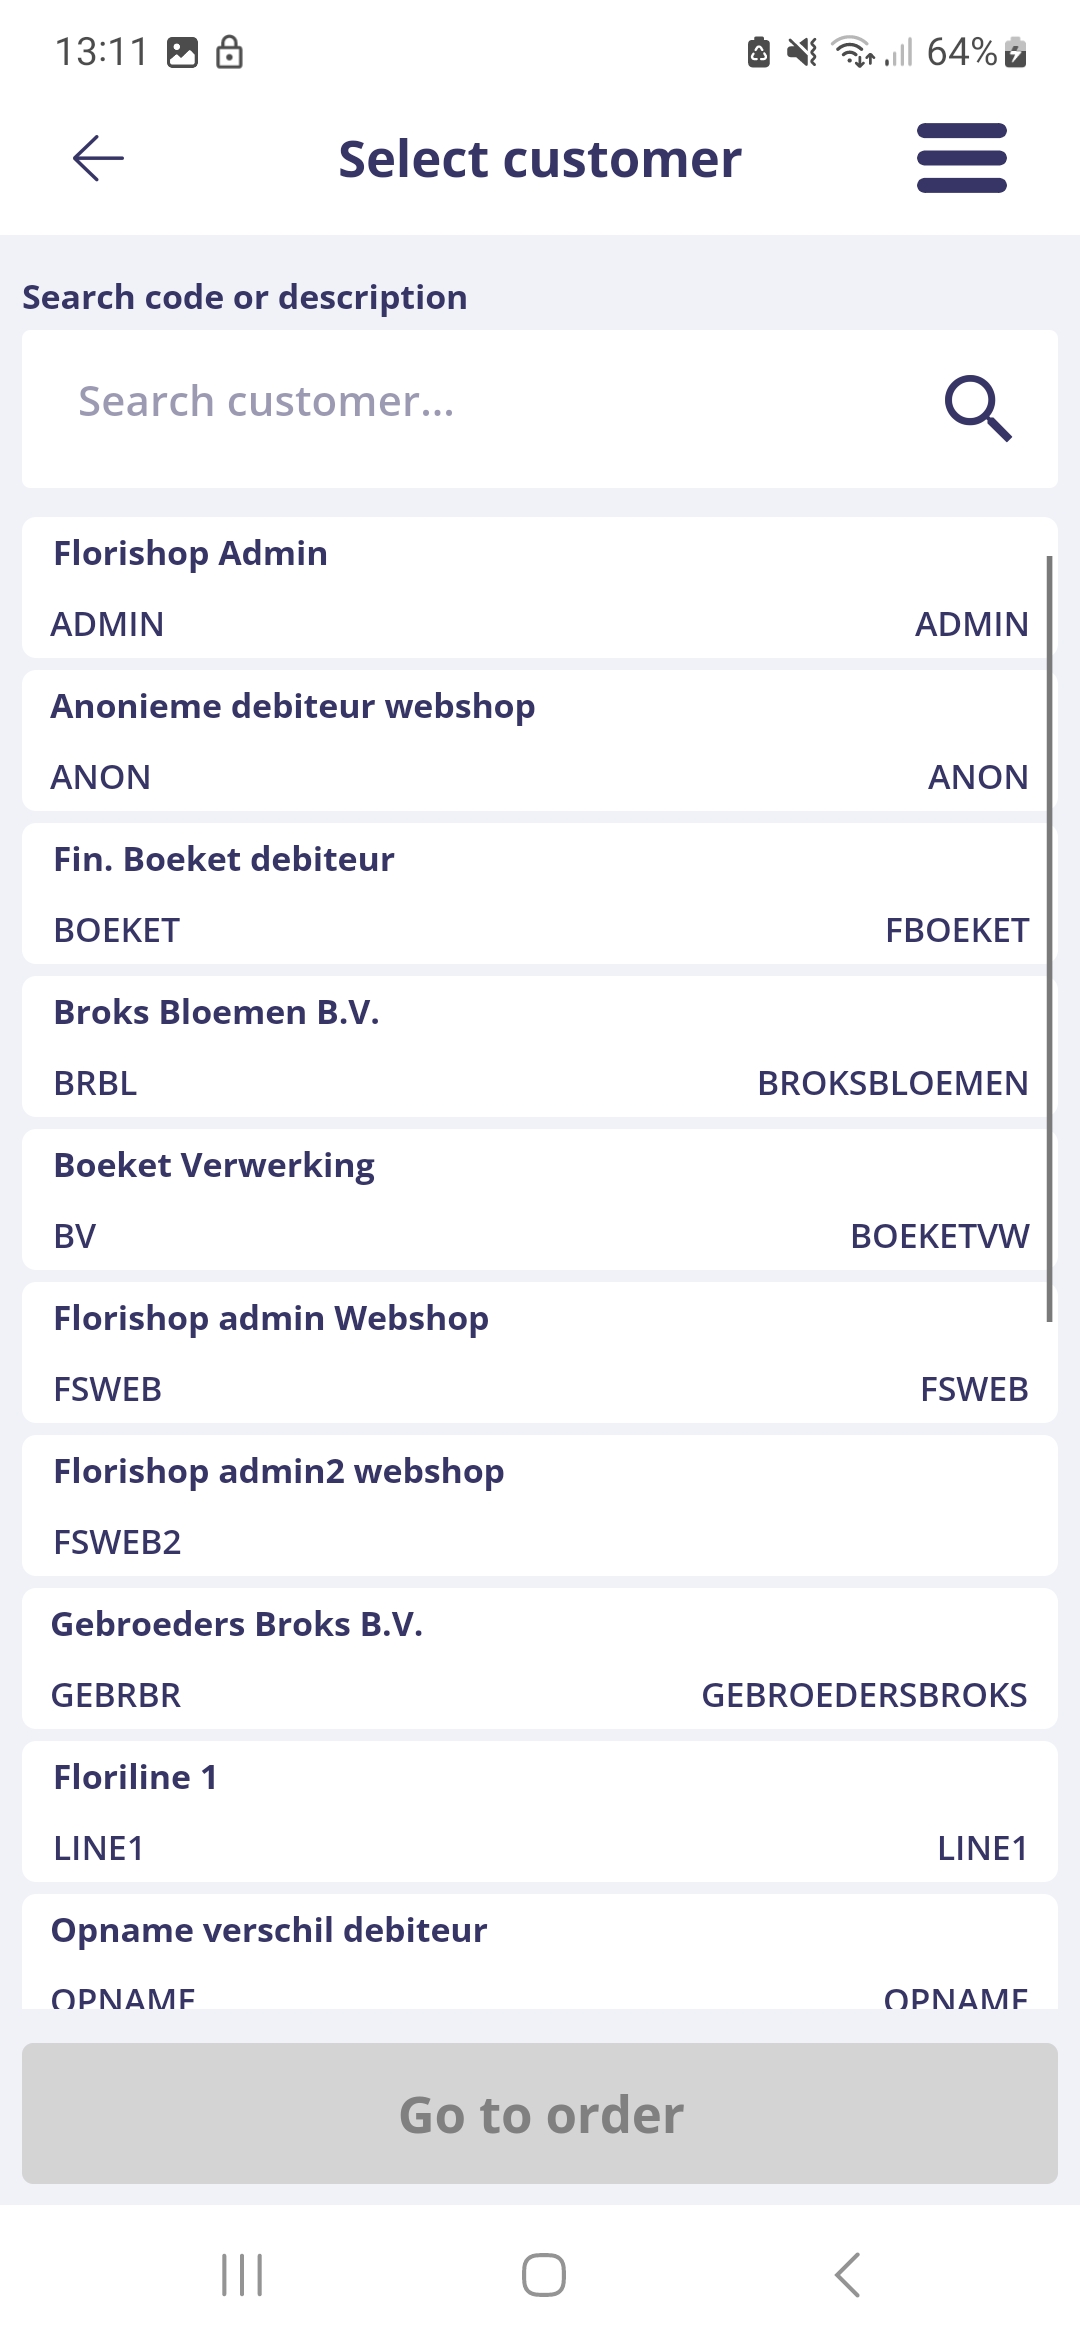 13:11 64%
Select customer
Search code or description
Search customer...
Florishop Admin
ADMIN ADMIN
Anonieme debiteur webshop
ANON ANON
Fin. Boeket debiteur
BOEKET FBOEKET
Broks Bloemen B.V.
BRBL BROKSBLOEMEN
Boeket Verwerking
BV BOEKETVW
Florishop admin Webshop
FSWEB FSWEB
Florishop admin2 webshop
FSWEB2
Gebroeders Broks B.V.
GEBRBR GEBROEDERSBROKS
Floriline 1
LINE1 LINE1
Opname verschil debiteur
OPNAME OPNAME
Go to order